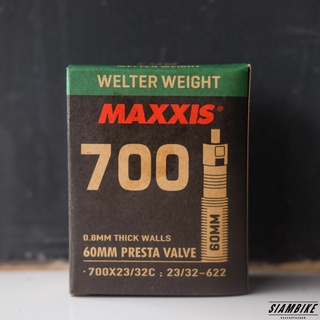 WELTER WEIGHT
MAXXIS®
700
60MM
0.8MM THICK WALLS
60MM PRESTA VALVE
700X23/32C ; 23/32-622
SIAMBIKE